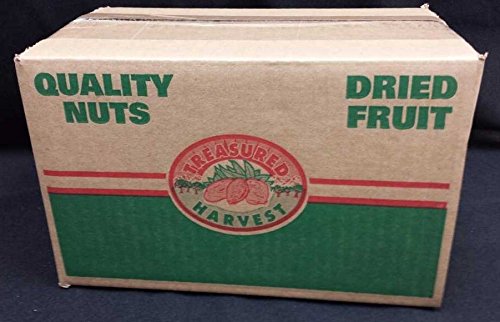 QUALITY
NUTS
DRIED
FRUIT
TREASURED
HARVEST